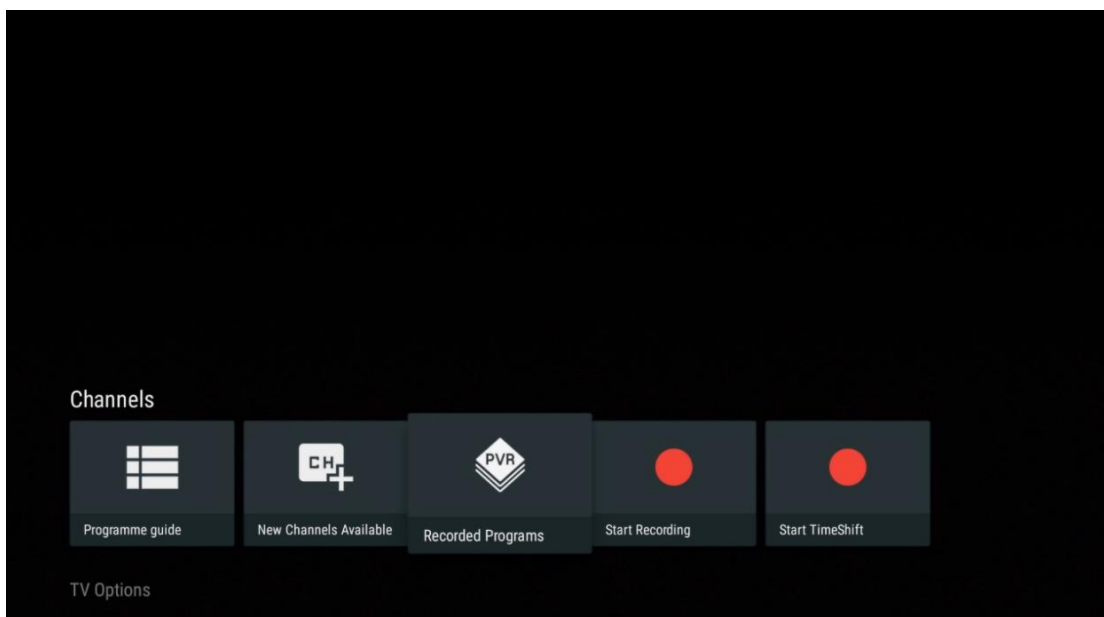 Channels
CH
PVR
Programme guide
New Channels Available
Recorded Programs
Start Recording
Start TimeShift
TV Options